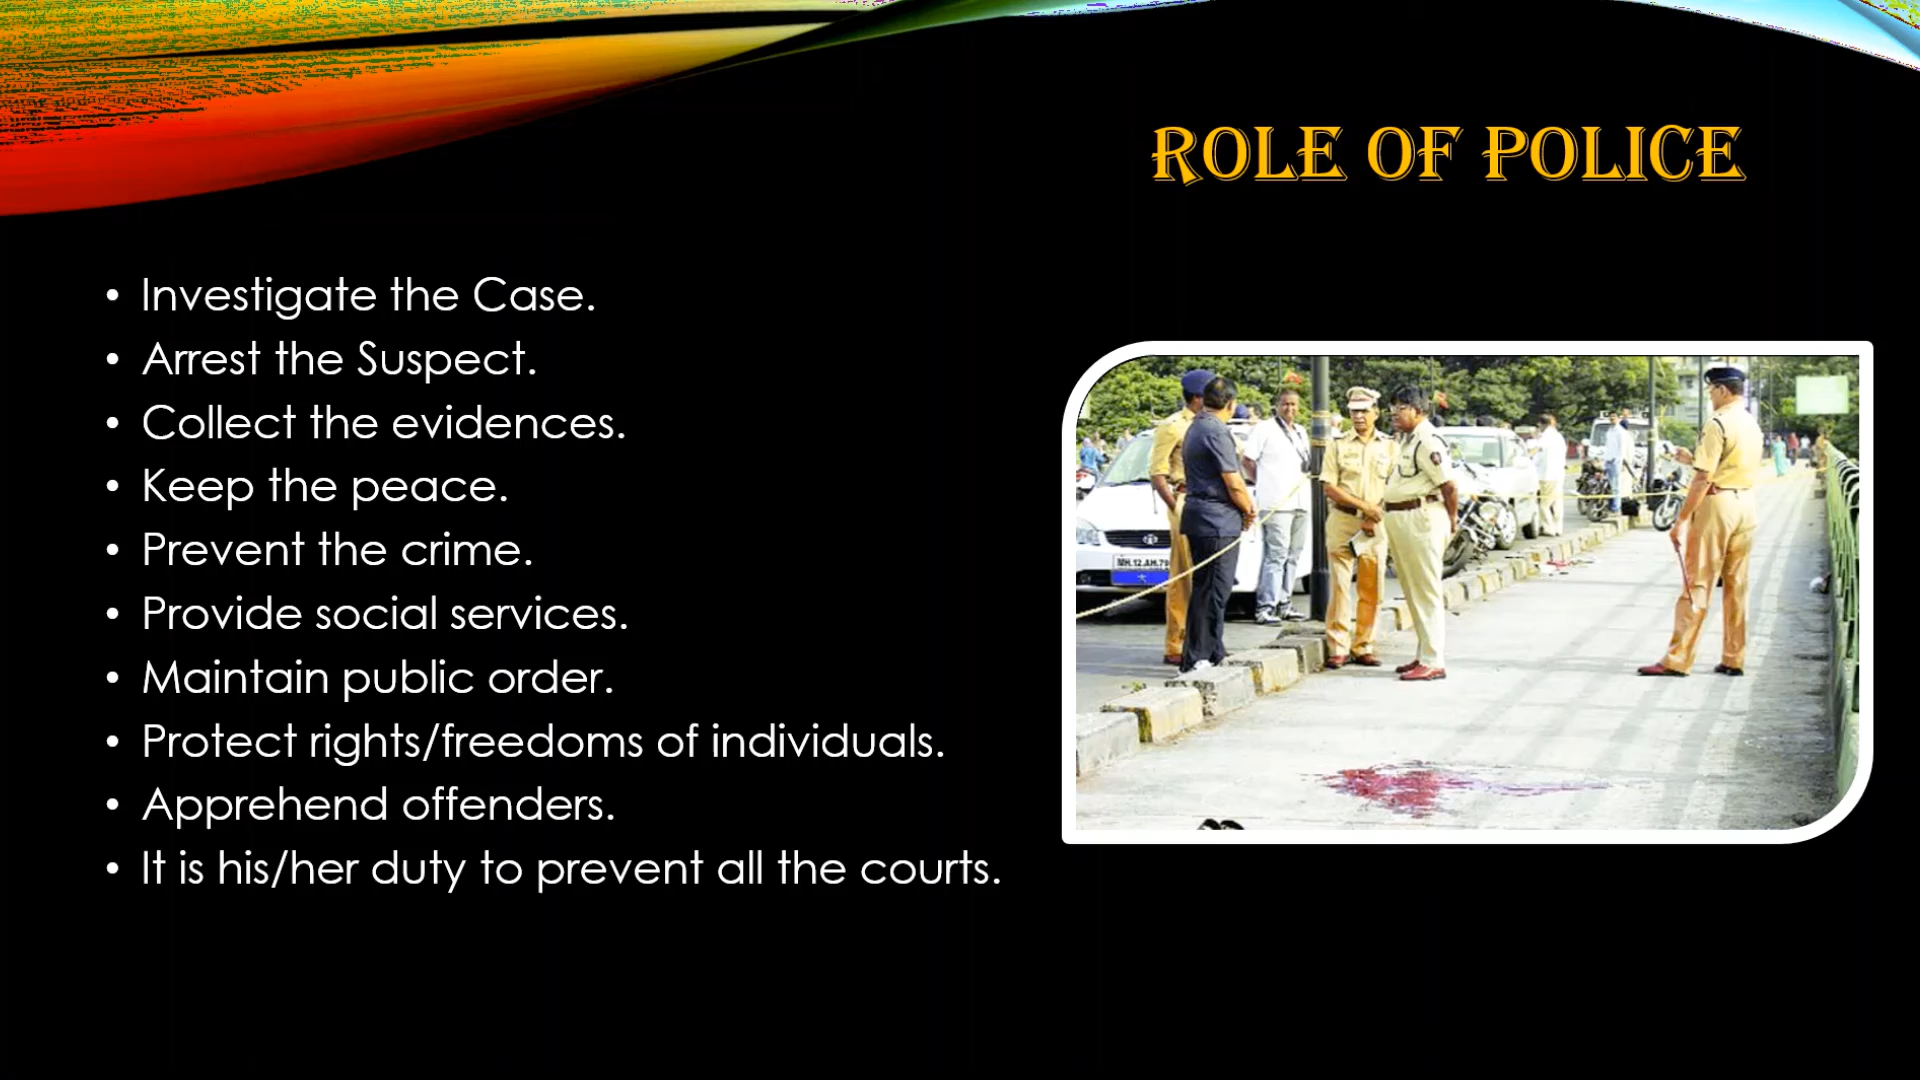 ROLE OF POLICE
• Investigate the Case.
• Arrest the Suspect.
• Collect the evidences.
• Keep the peace.
• Prevent the crime.
• Provide social services.
• Maintain public order.
• Protect rights/freedoms of individuals.
• Apprehend offenders.
• It is his/her duty to prevent all the courts.